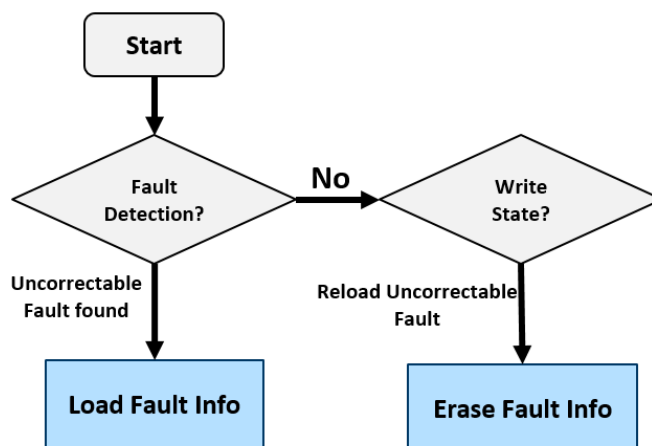 Start
Fault
Detection?
No
Write
State?
Uncorrectable
Fault found
Reload Uncorrectable
Fault
Load Fault Info
Erase Fault Info